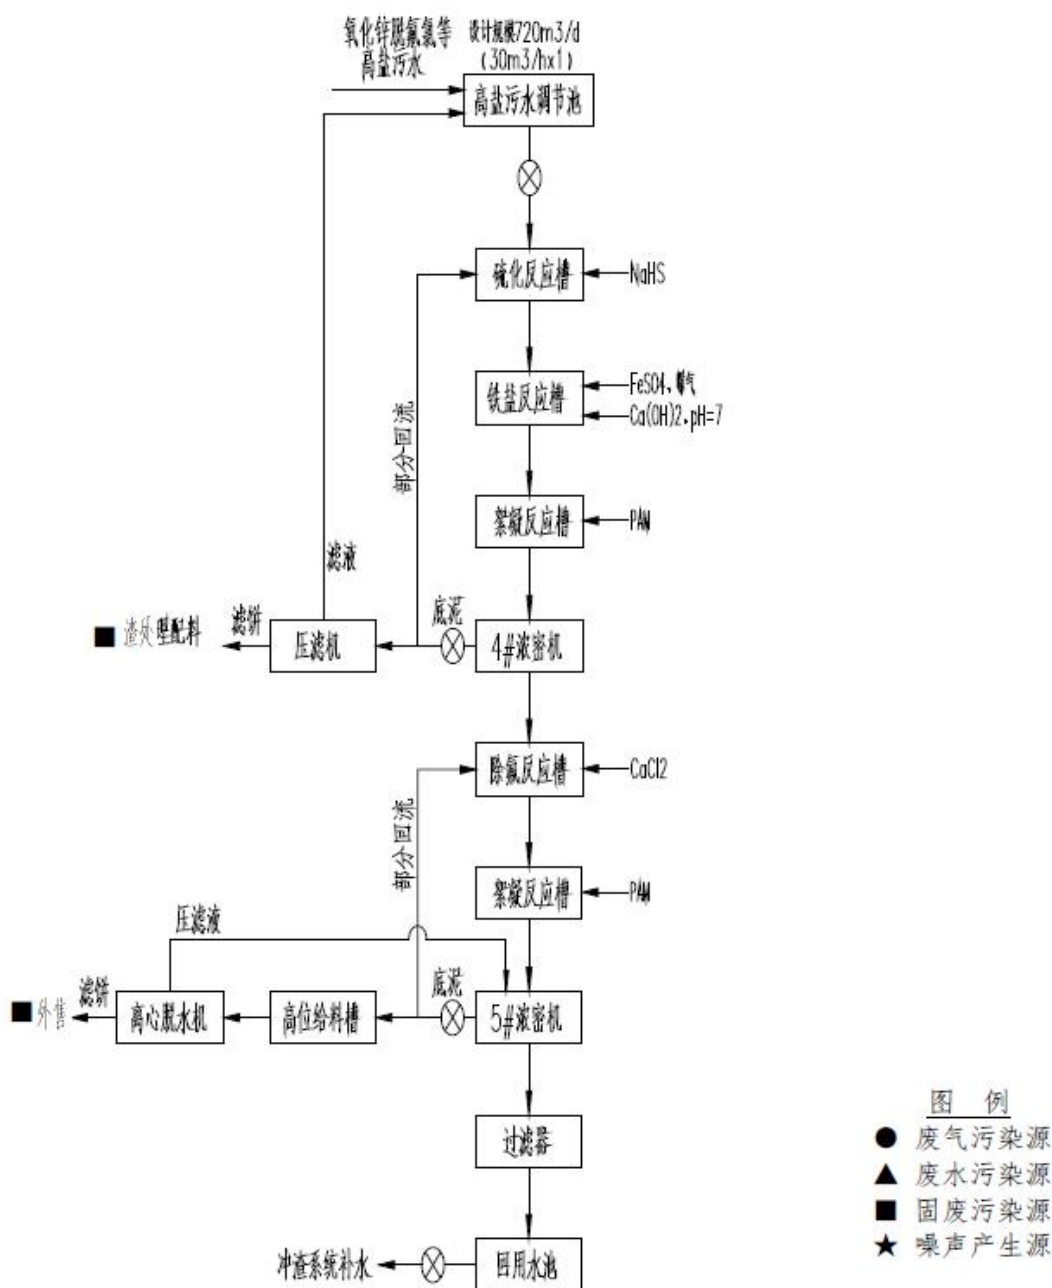 氧化锌脱氟氯等
高盐污水
设计规模720m3/d
(30m3/hx1)
高盐污水调节池
硫化反应槽
NaHS
铁盐反应槽
FeSO4、曝气
Ca(OH)2,pH=7
部分回流
絮凝反应槽
PAM
滤液
渣处理配料
滤饼
压滤机
底泥
4#浓密机
除氟反应槽
CaCl2
部分回流
絮凝反应槽
PAM
压滤液
外售
滤饼
离心脱水机
高位给料槽
底泥
5#浓密机
过滤器
冲渣系统补水
回用水池
图 例
废气污染源
废水污染源
固废污染源
噪声产生源